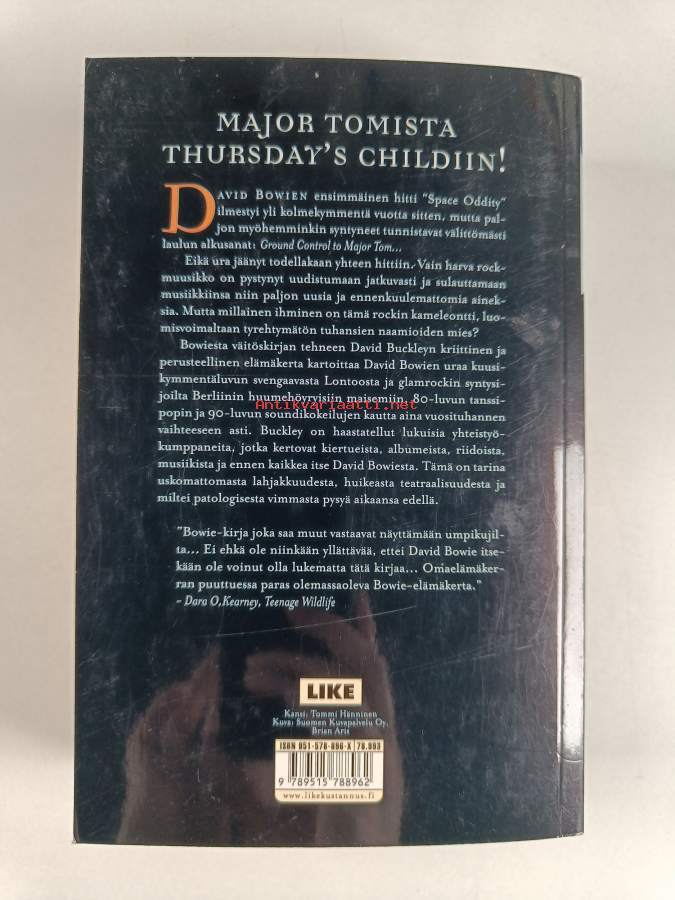 MAJOR TOMISTA
THURSDAY'S CHILDIIN!
DAVID BOWIEN ensimmäinen hitti "Space Oddity"
ilmestyi yli kolmekymmentä vuotta sitten, mutta pal-
jon myöhemminkin syntyneet tunnistavat välittömästi
laulun alkusanat: Ground Control to Major Tom...
Eikä ura jäänyt todellakaan yhteen hittiin. Vain harva rock-
muusikko on pystynyt uudistumaan jatkuvasti ja sulauttamaan
musiikkiinsa niin paljon uusia ja ennenkuulemattomia ainek-
sia. Mutta millainen ihminen on tämä rockin kameleontti, luo-
misvoimaltaan tyrehtymätön tuhansien naamioiden mies?
Bowiesta väitöskirjan tehneen David Buckleyn kriittinen ja
perusteellinen elämäkerta kartoittaa David Bowien uraa kuusi-
kymmentäluvun svengaavasta Lontoosta ja glamrockin syntysi-
joilta Berliinin huumehöyryisiin maisemiin, 80-luvun tanssi-
Antikvariaatti.net
popin ja 90-luvun soundikokeilujen kautta aina vuosituhannen
vaihteeseen asti. Buckley on haastatellut lukuisia yhteistyö-
kumppaneita, jotka kertovat kiertueista, albumeista, riidoista,
musiikista ja ennen kaikkea itse David Bowiesta. Tämä on tarina
uskomattomasta lahjakkuudesta, huikeasta teatraalisuudesta ja
miltei patologisesta vimmasta pysyä aikaansa edellä.
"Bowie-kirja joka saa muut vastaavat näyttämään umpikujil-
ta... Ei ehkä ole niinkään yllättävää, ettei David Bowie itse-
kään ole voinut olla lukematta tätä kirjaa... Omaelämäker-
ran puuttuessa paras olemassaoleva Bowie-elämäkerta."
- Dara O,Kearney, Teenage Wildlife
LIKE
Kansi: Tommi Hänninen
Kuva: Suomen Kuvapalvelu Oy,
Brian Aris
ISBN 951-578-896-X 78.993
9 789515 788962
www.likekustannus.fi